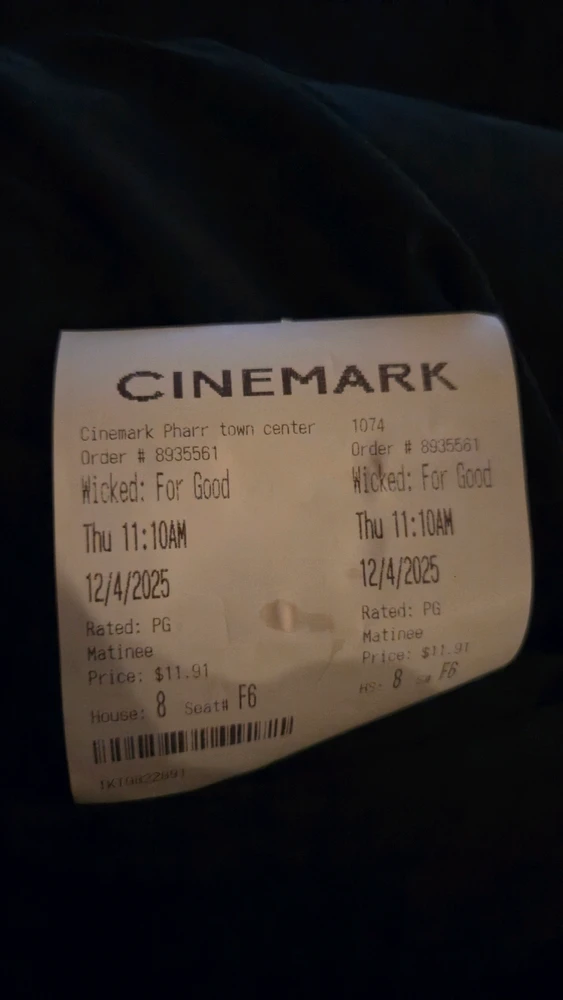 CINEMARK
Cinemark Pharr town center
Order # 8935561
Wicked: For Good
Thu 11:10AM
12/4/2025
Rated: PG
Matinee
Price: $11.91
House: 8 Seat# F6
1074
Order # 8935561
Wicked: For Good
Thu 11:10AM
12/4/2025
Rated: PG
Matinee
Price: $11.91
HS: 8 F6